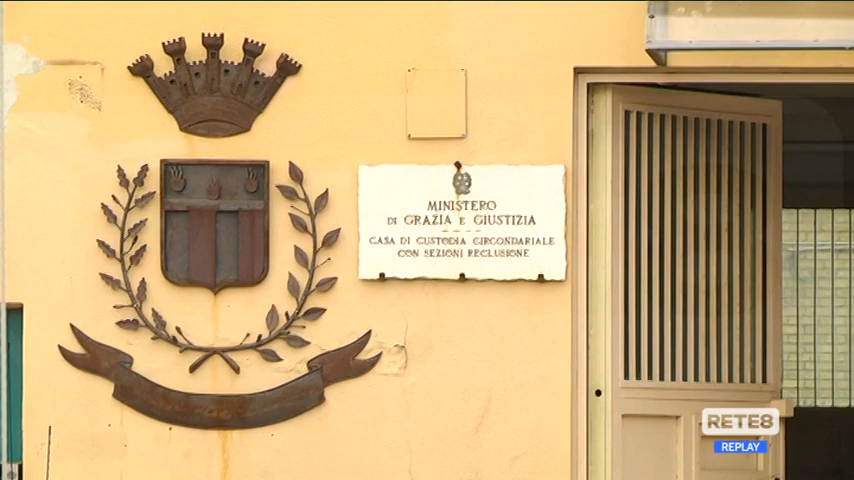 MINISTERO
DI GRAZIA E GIUSTIZIA
CASA DI CUSTODIA CIRCONDARIALE
CON SEZIONI RECLUSIONE
RETE8
REPLAY